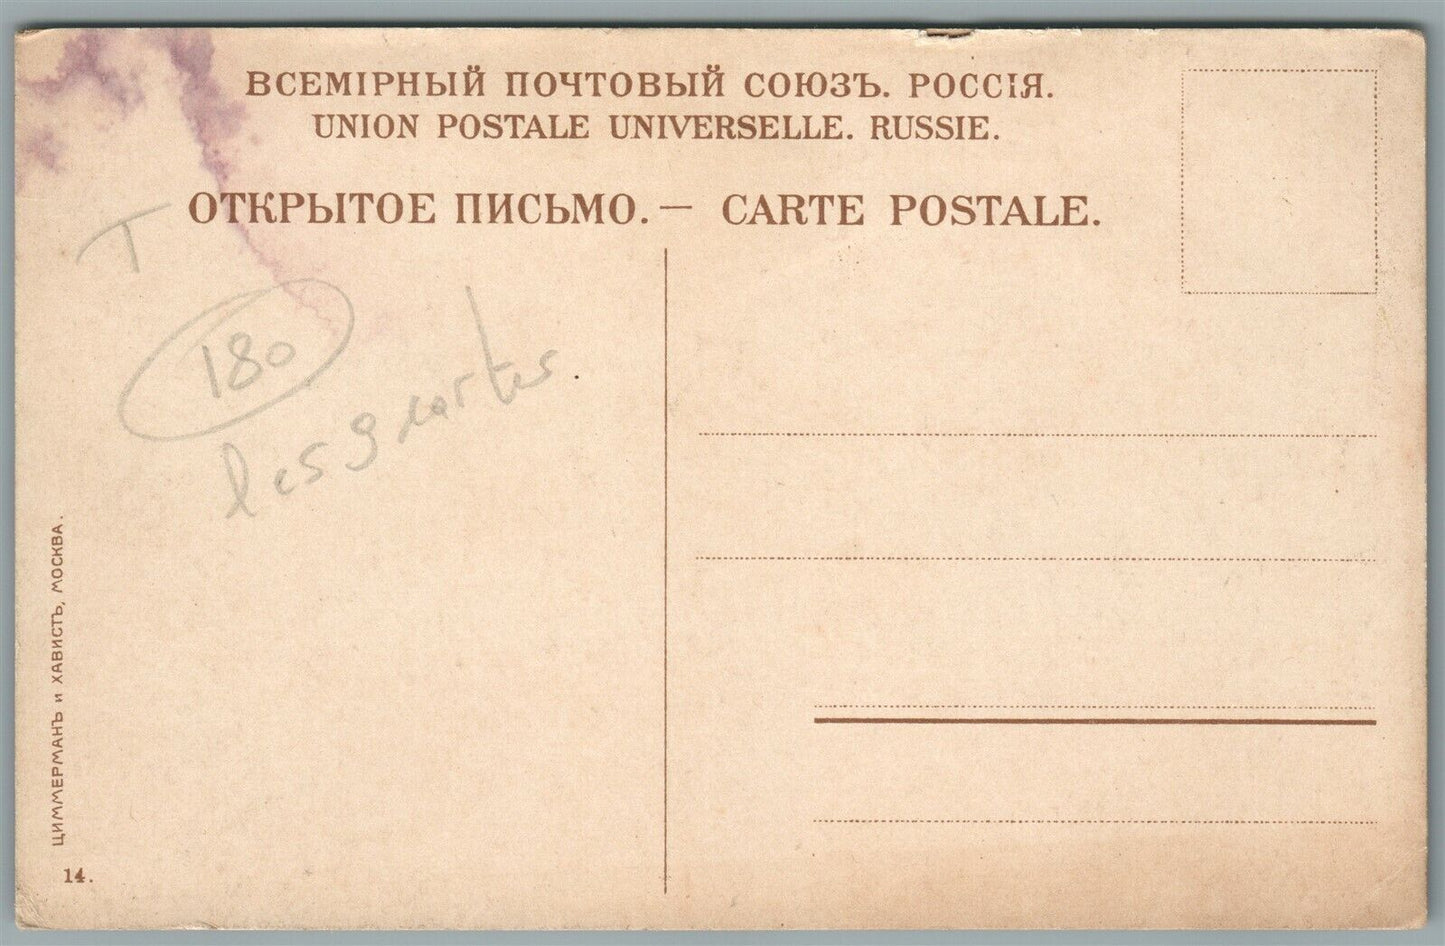 ВСЕМІРНЫЙ ПОЧТОВЫЙ СОЮЗЪ. РОССІЯ.
UNION POSTALE UNIVERSELLE. RUSSIE.
ОТКРЫТОЕ ПИСЬМО. — CARTE POSTALE.
T
180
les 9 cartes.
ЦИММЕРМАНЪ и ХАВИСТЪ, МОСКВА.
14.